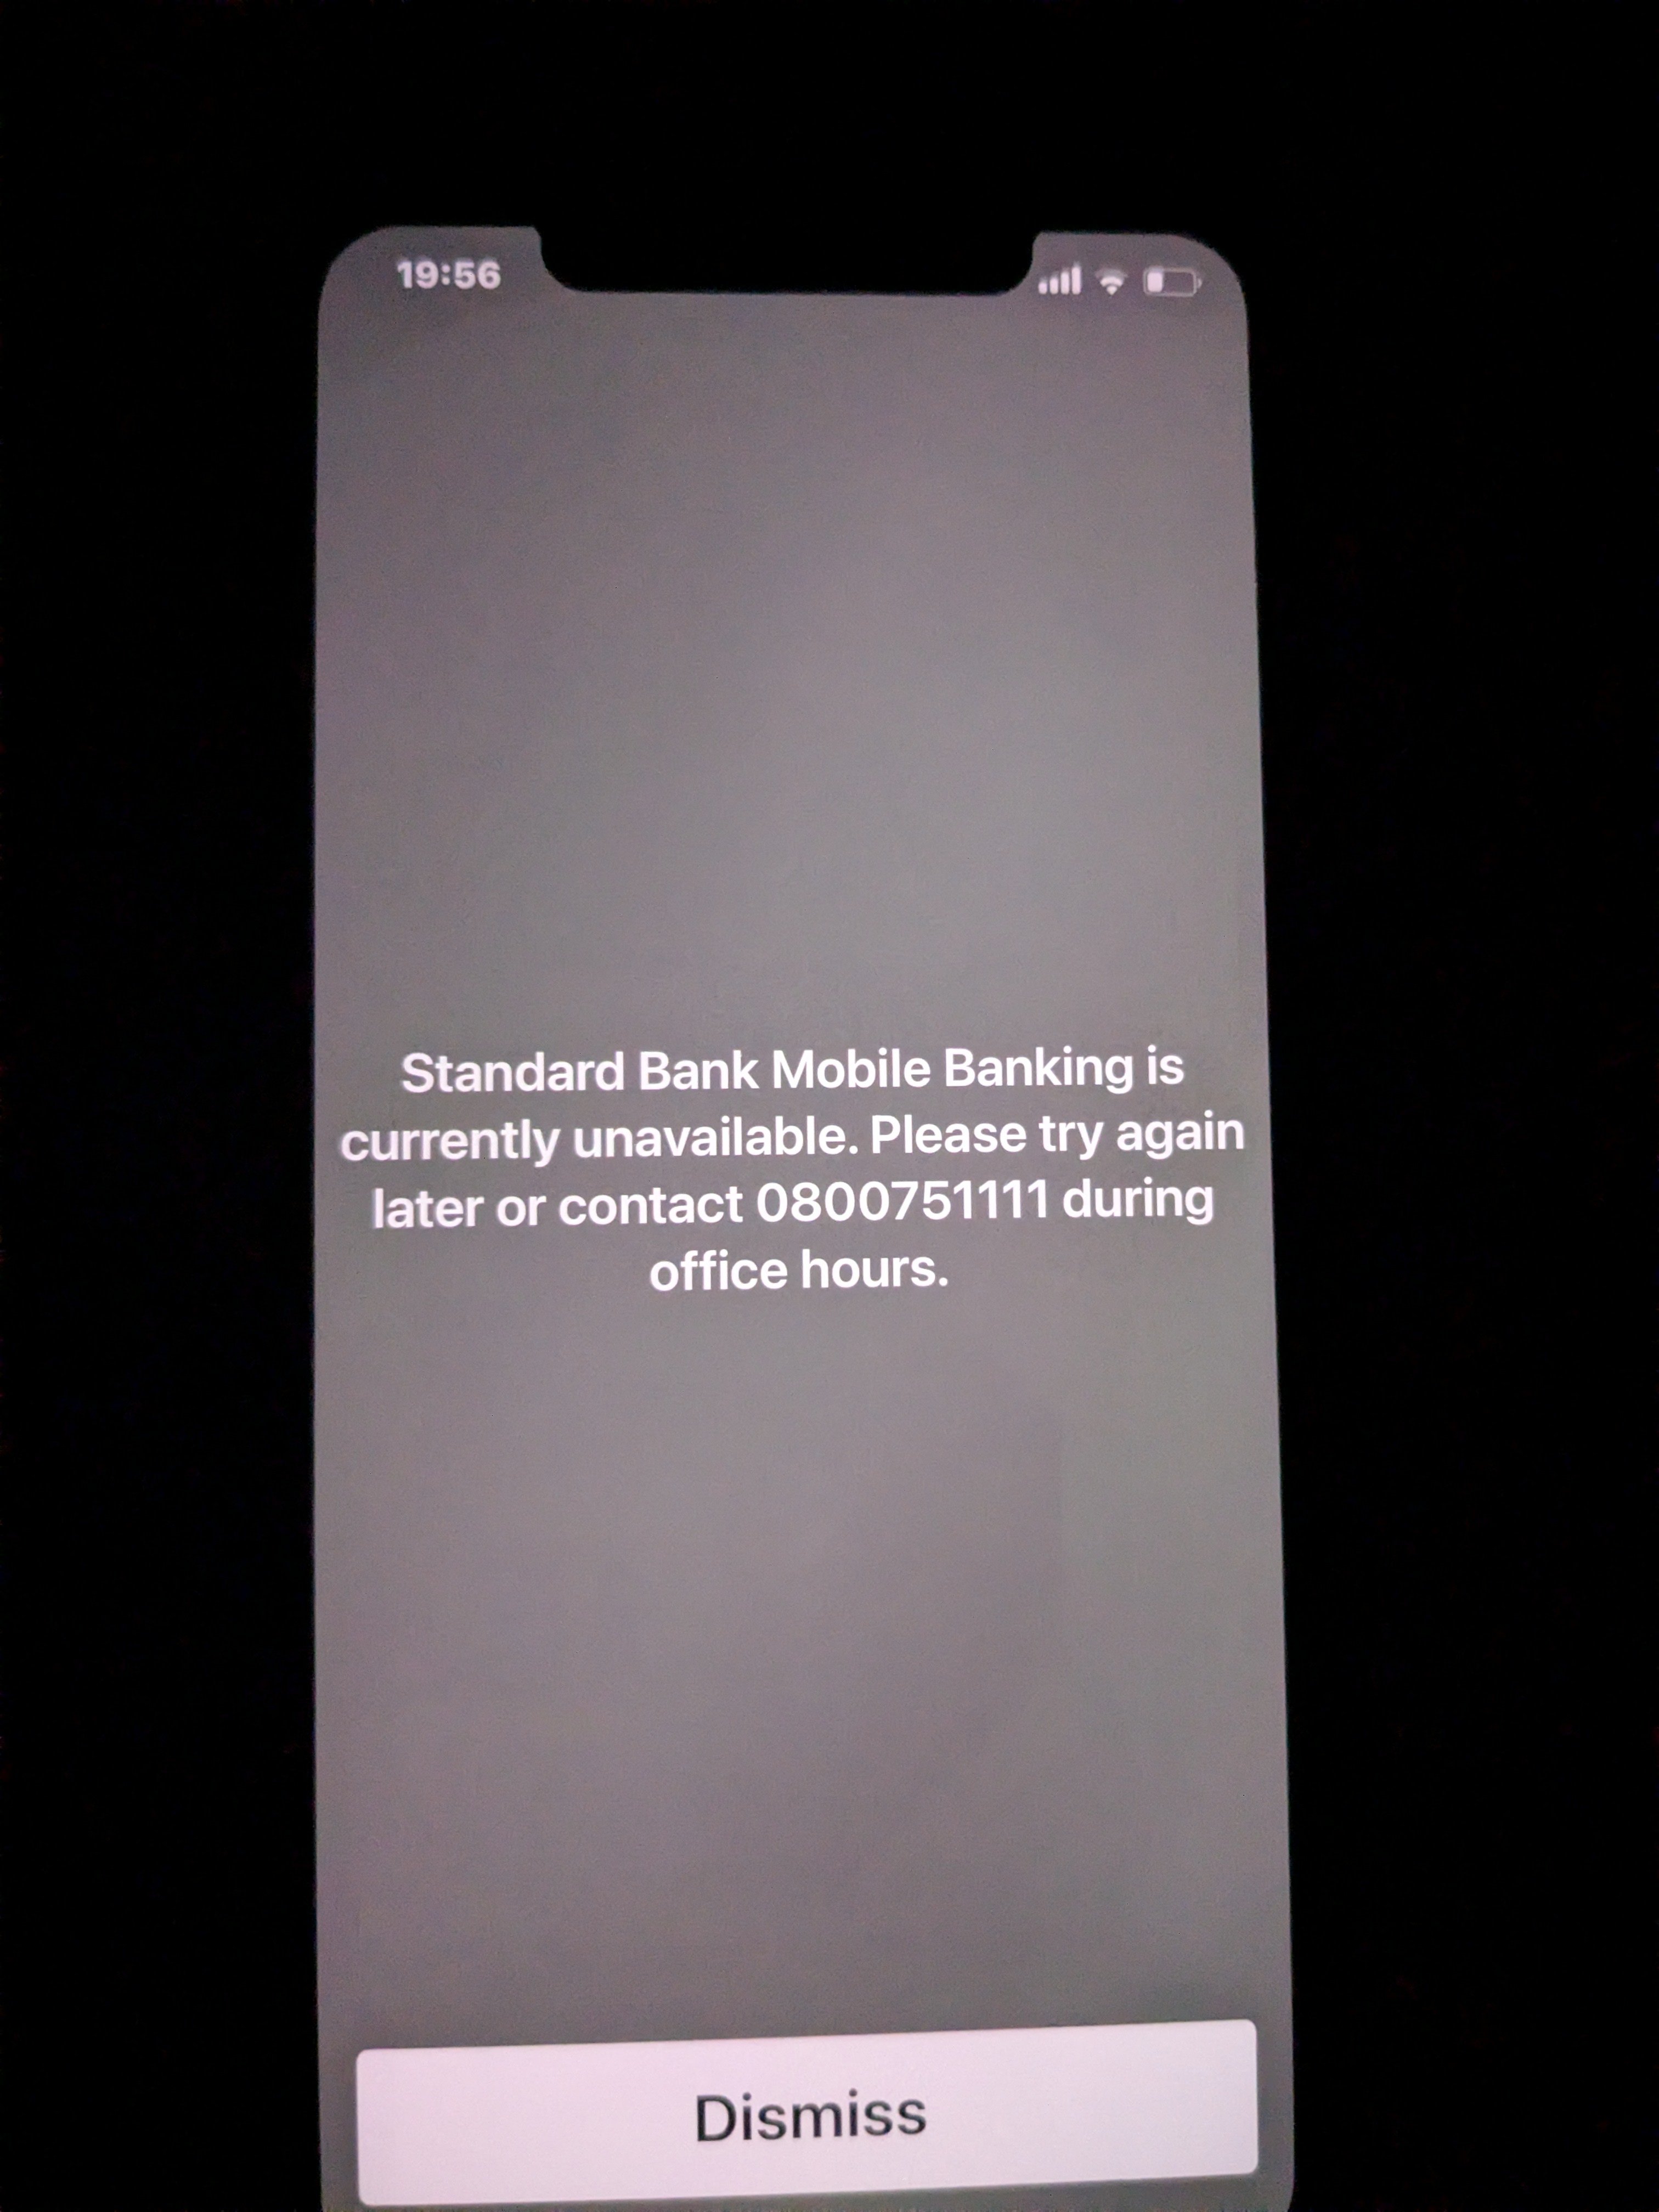 19:56
Standard Bank Mobile Banking is
currently unavailable. Please try again
later or contact 0800751111 during
office hours.
Dismiss